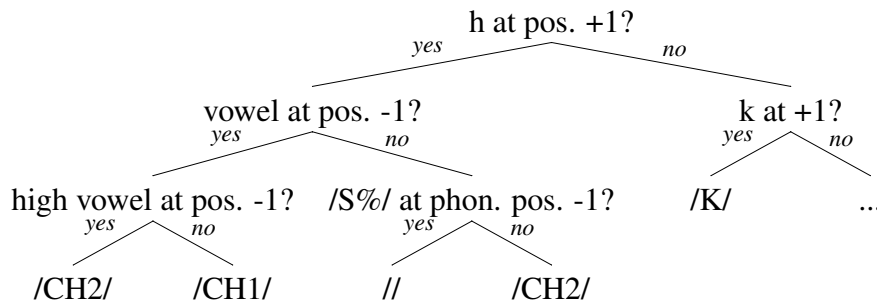 h at pos. +1?
yes no
vowel at pos. -1? k at +1?
yes no yes no
high vowel at pos. -1? /S%/ at phon. pos. -1? /K/ ...
yes no yes no
/CH2/ /CH1/ // /CH2/